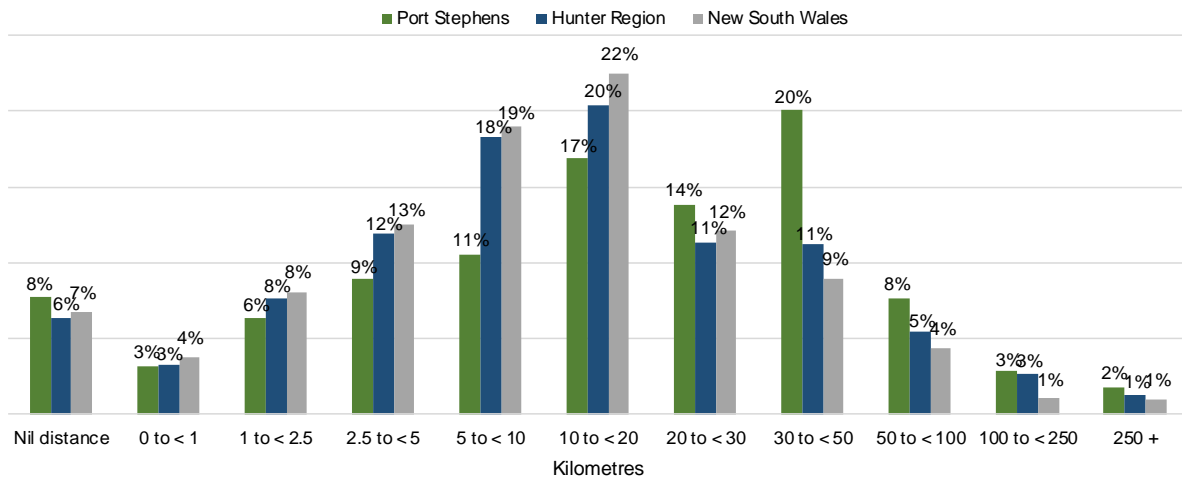 Port Stephens Hunter Region New South Wales
8% 6% 7% 3% 3% 4% 6% 8% 8% 9% 12% 13% 11% 18% 19% 17% 20% 22% 14% 11% 12% 20% 11% 9% 8% 5% 4% 3% 3% 1% 2% 1% 1%
Nil distance 0 to < 1 1 to < 2.5 2.5 to < 5 5 to < 10 10 to < 20 20 to < 30 30 to < 50 50 to < 100 100 to < 250 250 +
Kilometres